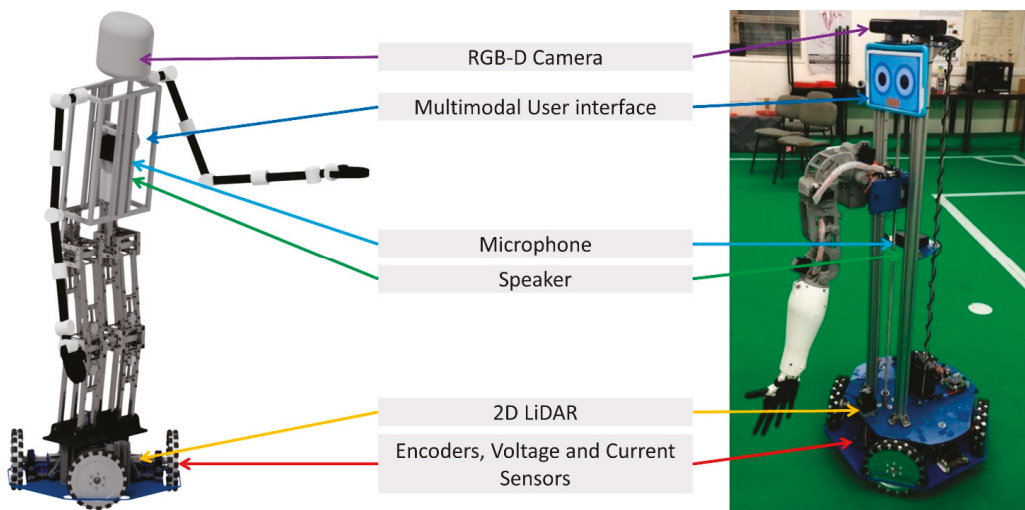 RGB-D Camera
Multimodal User interface
Microphone
Speaker
2D LiDAR
Encoders, Voltage and Current
Sensors